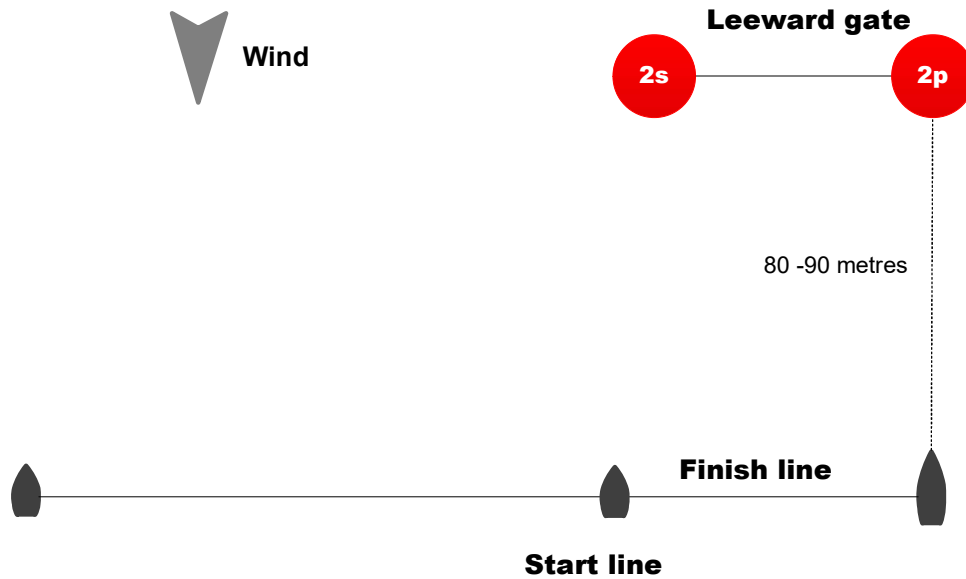 Leeward gate
Wind
2s
2p
80 -90 metres
Finish line
Start line